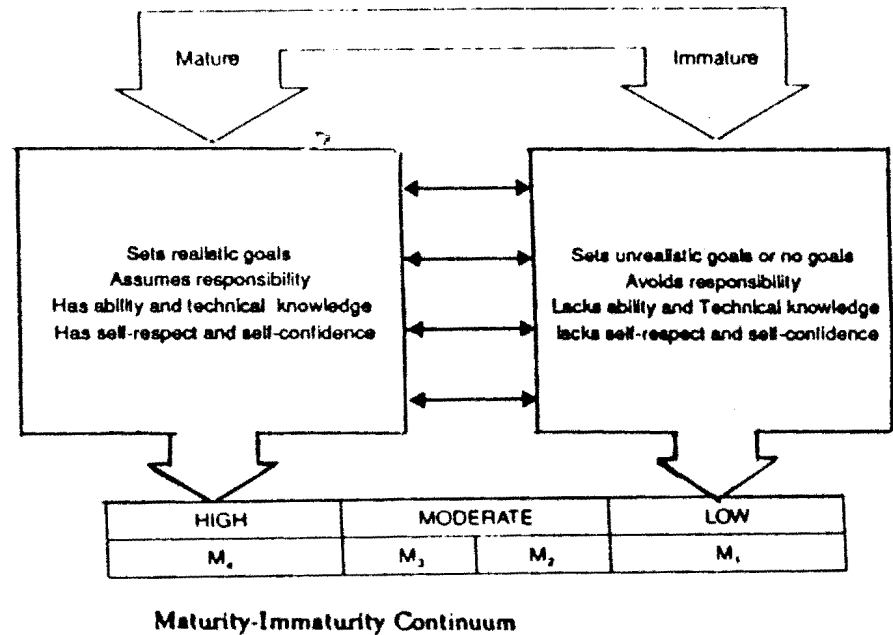 Mature
Immature
Sets realistic goals
Assumes responsibility
Has ability and technical knowledge
Has self-respect and self-confidence
Sets unrealistic goals or no goals
Avoids responsibility
Lacks ability and Technical knowledge
lacks self-respect and self-confidence
HIGH MODERATE LOW
M₄ M₃ M₂ M₁
Maturity-Immaturity Continuum